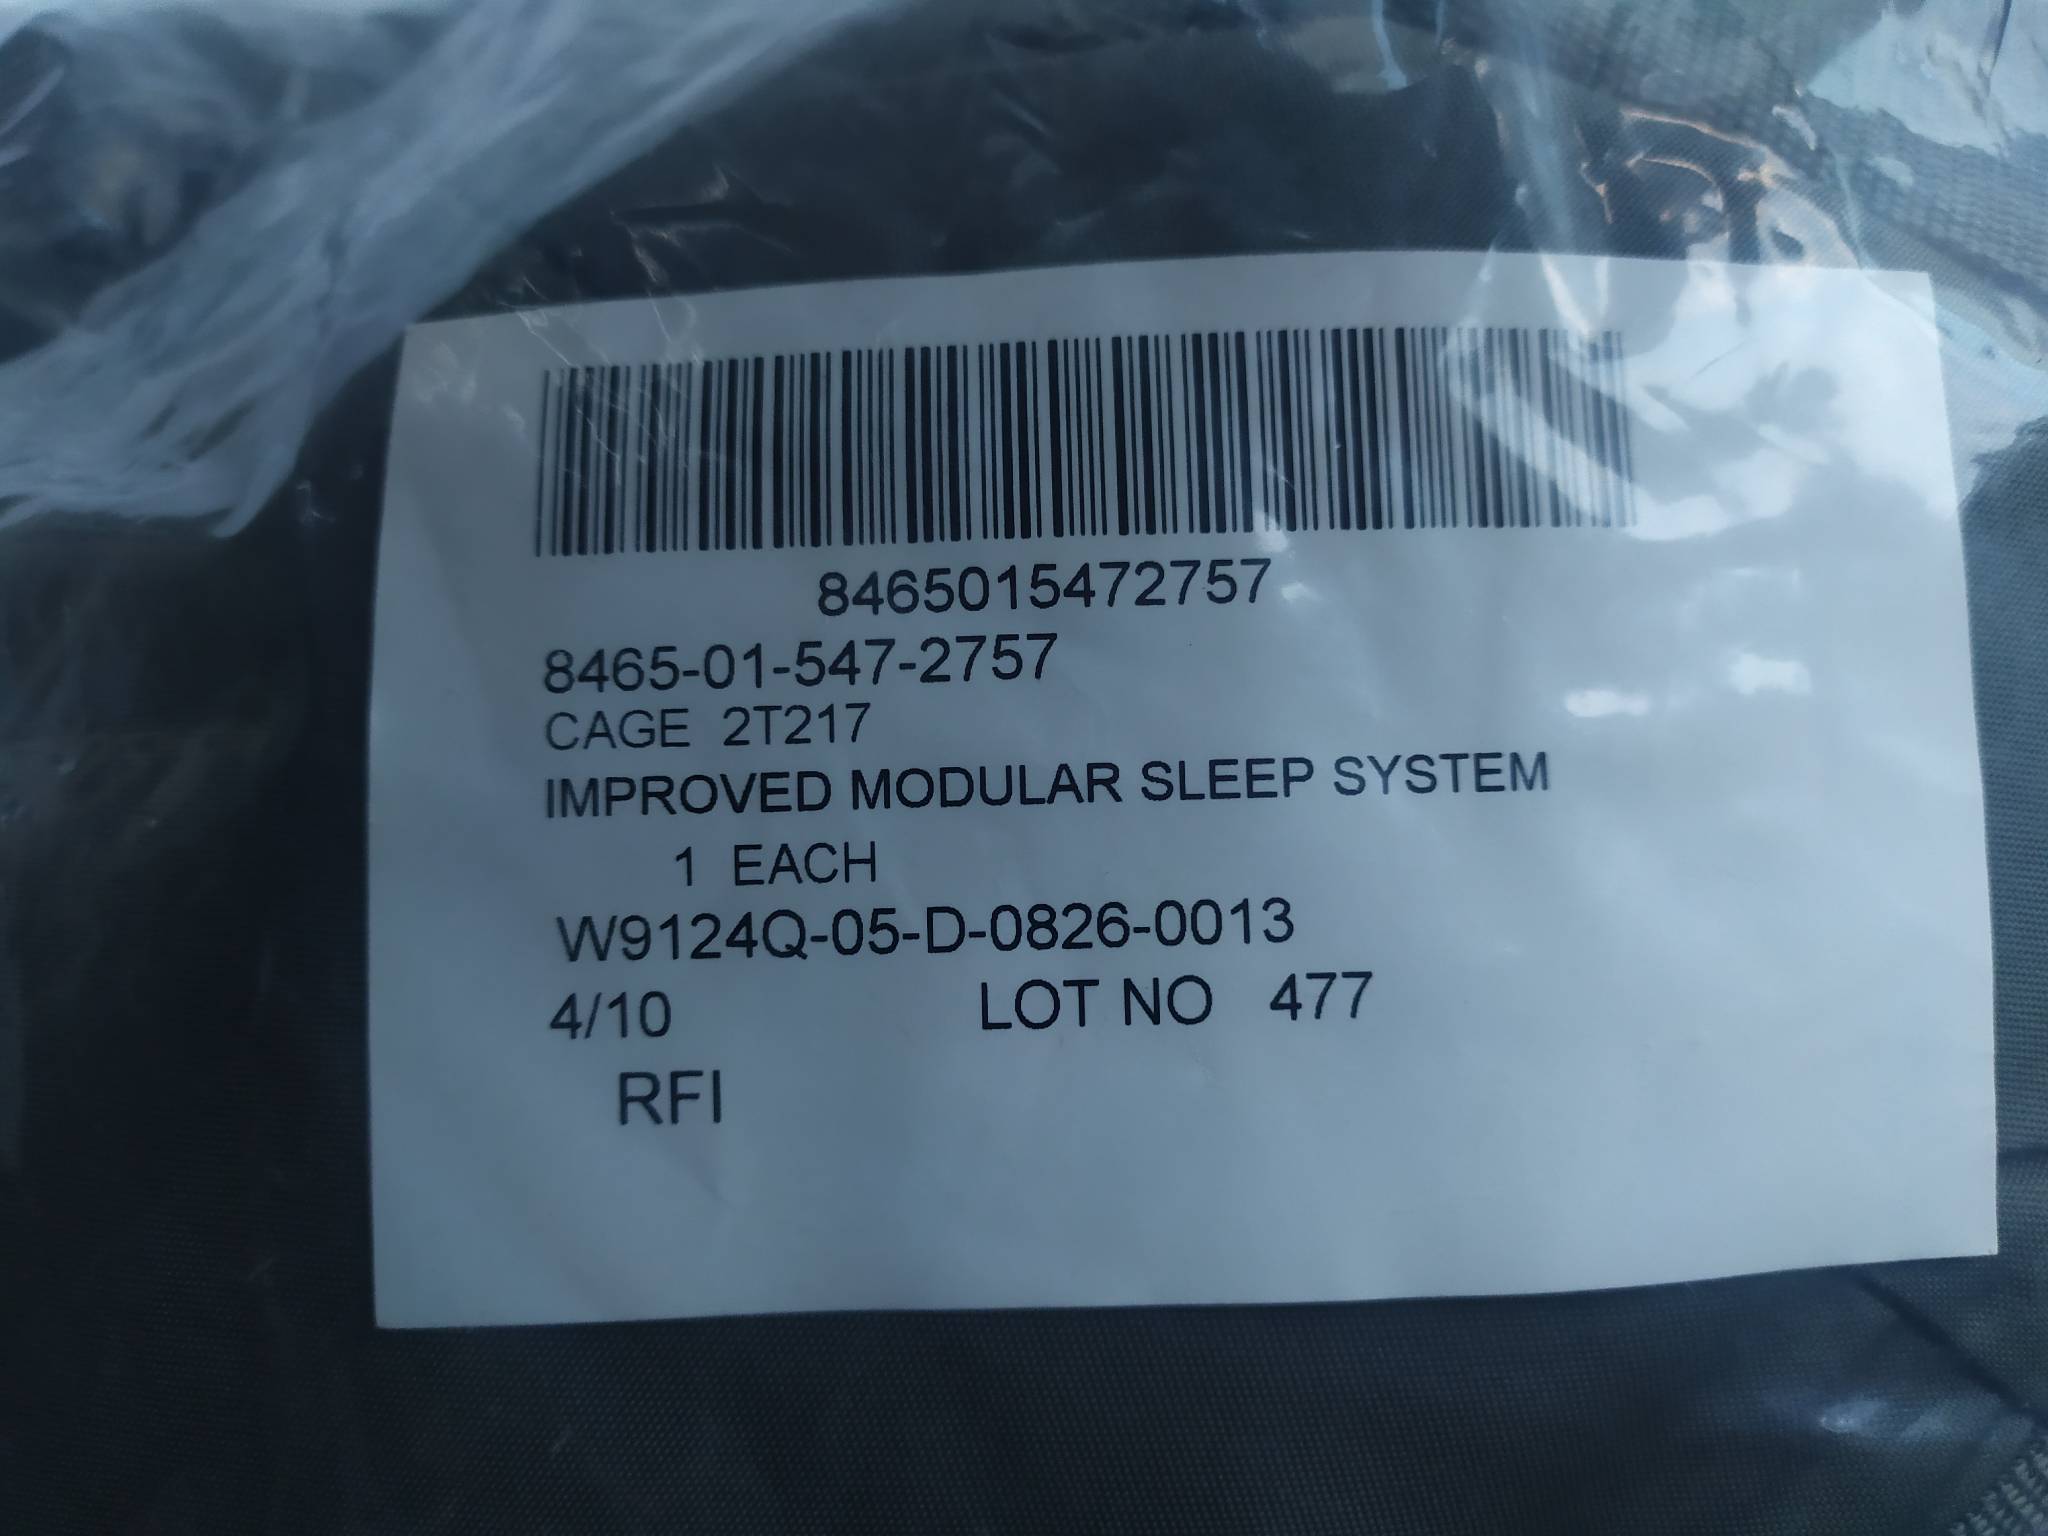 8465015472757
8465-01-547-2757
CAGE 2T217
IMPROVED MODULAR SLEEP SYSTEM
1 EACH
W9124Q-05-D-0826-0013
4/10 LOT NO 477
RFI